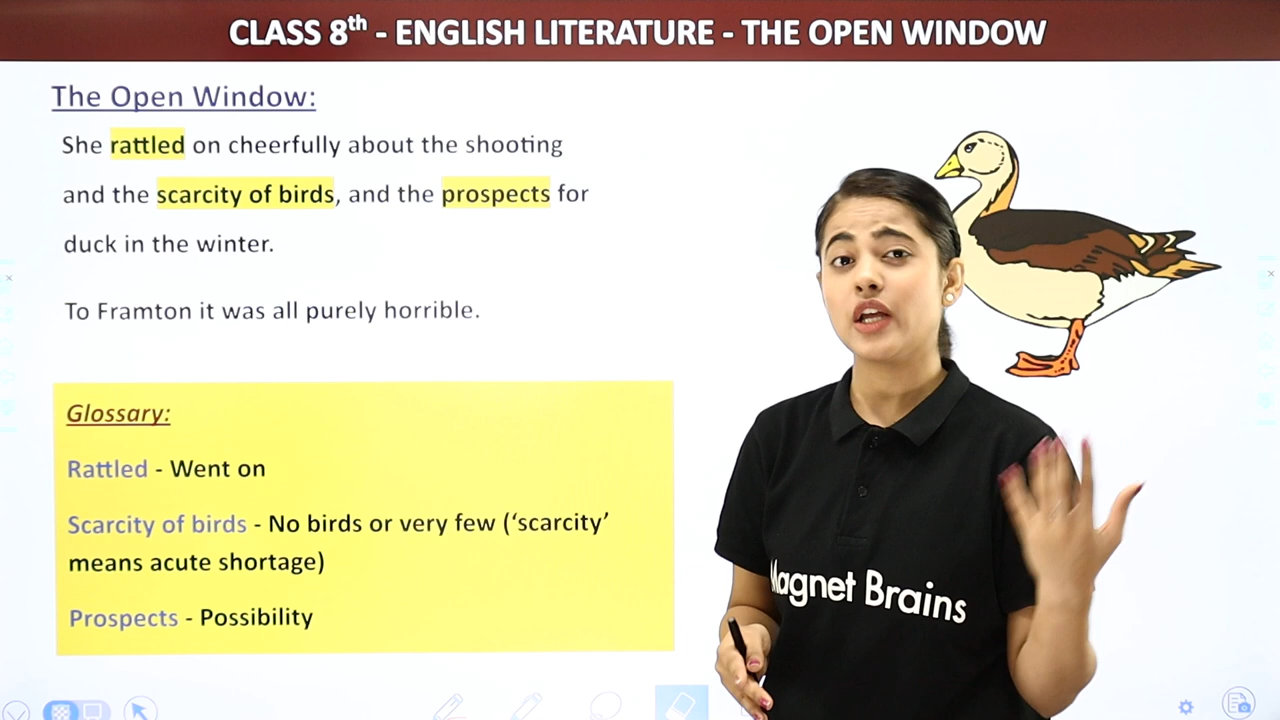 CLASS 8th - ENGLISH LITERATURE - THE OPEN WINDOW
The Open Window:
She rattled on cheerfully about the shooting
and the scarcity of birds, and the prospects for
duck in the winter.
To Framton it was all purely horrible.
Glossary:
Rattled - Went on
Scarcity of birds - No birds or very few (‘scarcity’
means acute shortage)
Prospects - Possibility
Magnet Brains